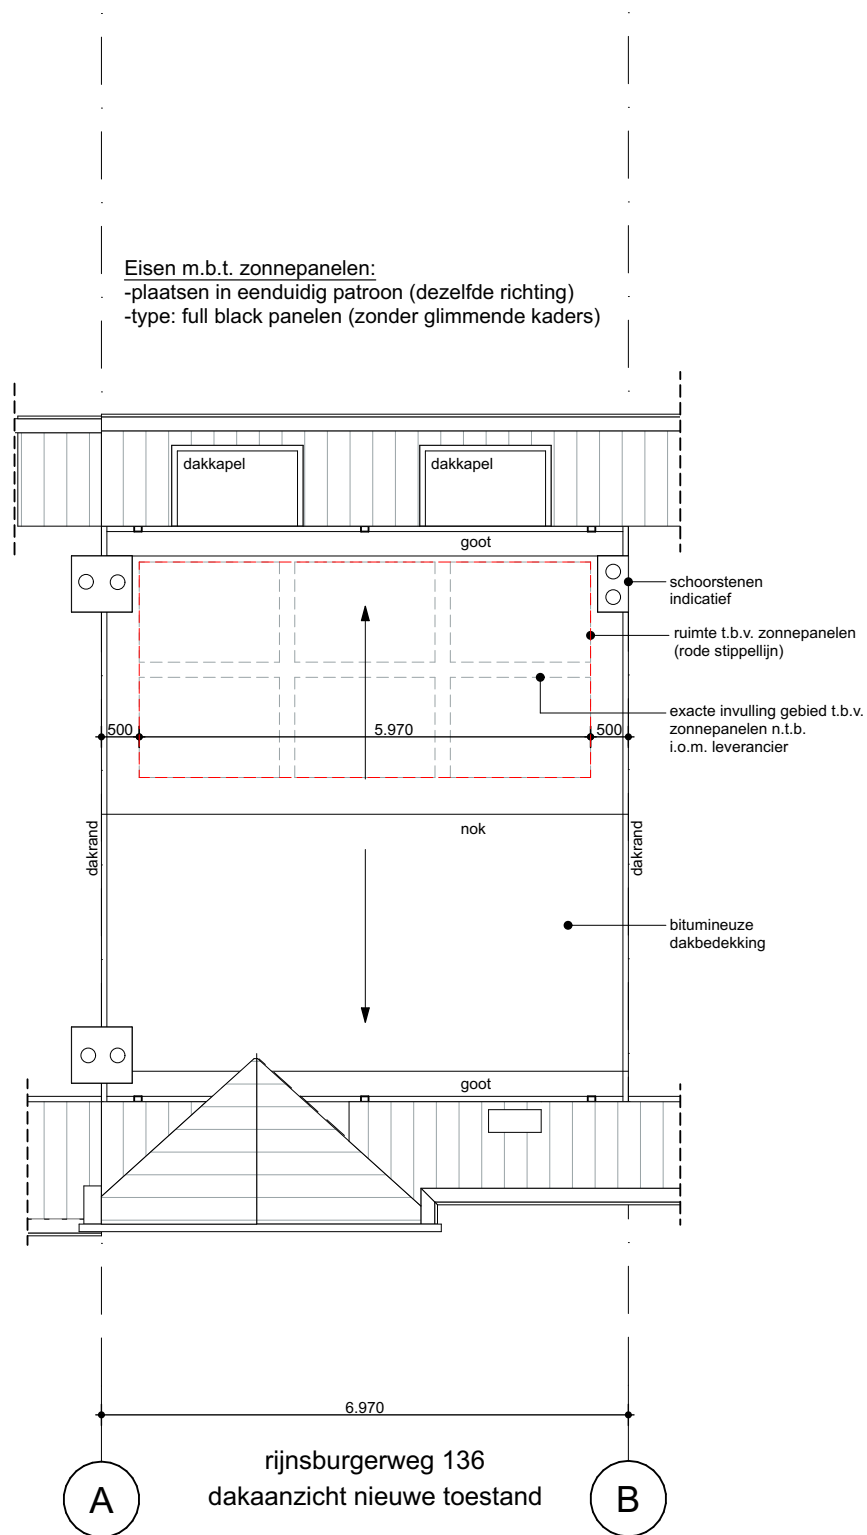 Eisen m.b.t. zonnepanelen:
-plaatsen in eenduidig patroon (dezelfde richting)
-type: full black panelen (zonder glimmende kaders)
dakkapel
dakkapel
goot
schoorstenen
indicatief
ruimte t.b.v. zonnepanelen
(rode stippellijn)
exacte invulling gebied t.b.v.
zonnepanelen n.t.b.
i.o.m. leverancier
500
5.970
500
nok
dakrand
dakrand
bitumineuze
dakbedekking
goot
6.970
rijnsburgerweg 136
dakaanzicht nieuwe toestand
A
B